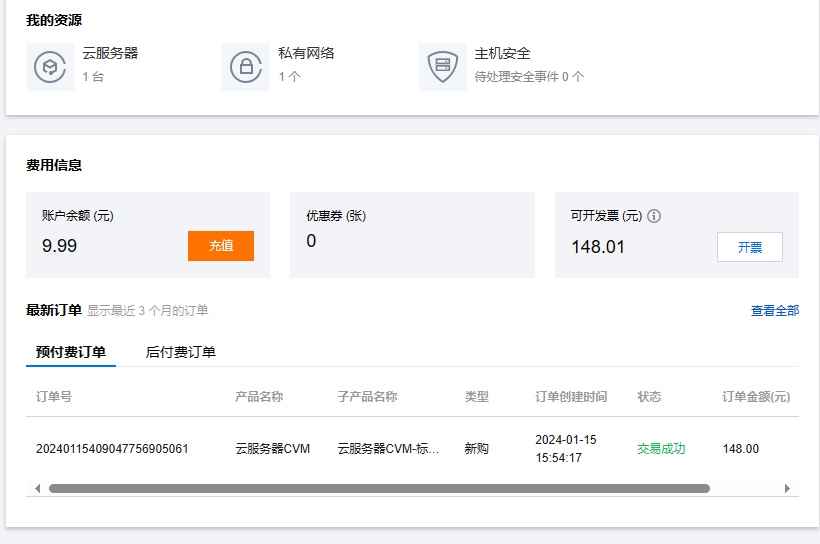 我的资源
云服务器 私有网络 主机安全
1 台 1 个 待处理安全事件 0 个
费用信息
账户余额 (元) 优惠券 (张) 可开发票 (元)
9.99 充值 0 148.01 开票
最新订单 显示最近 3 个月的订单 查看全部
预付费订单 后付费订单
订单号 产品名称 子产品名称 类型 订单创建时间 状态 订单金额(元)
20240115409047756905061 云服务器CVM 云服务器CVM-标... 新购 2024-01-15 交易成功 148.00
15:54:17